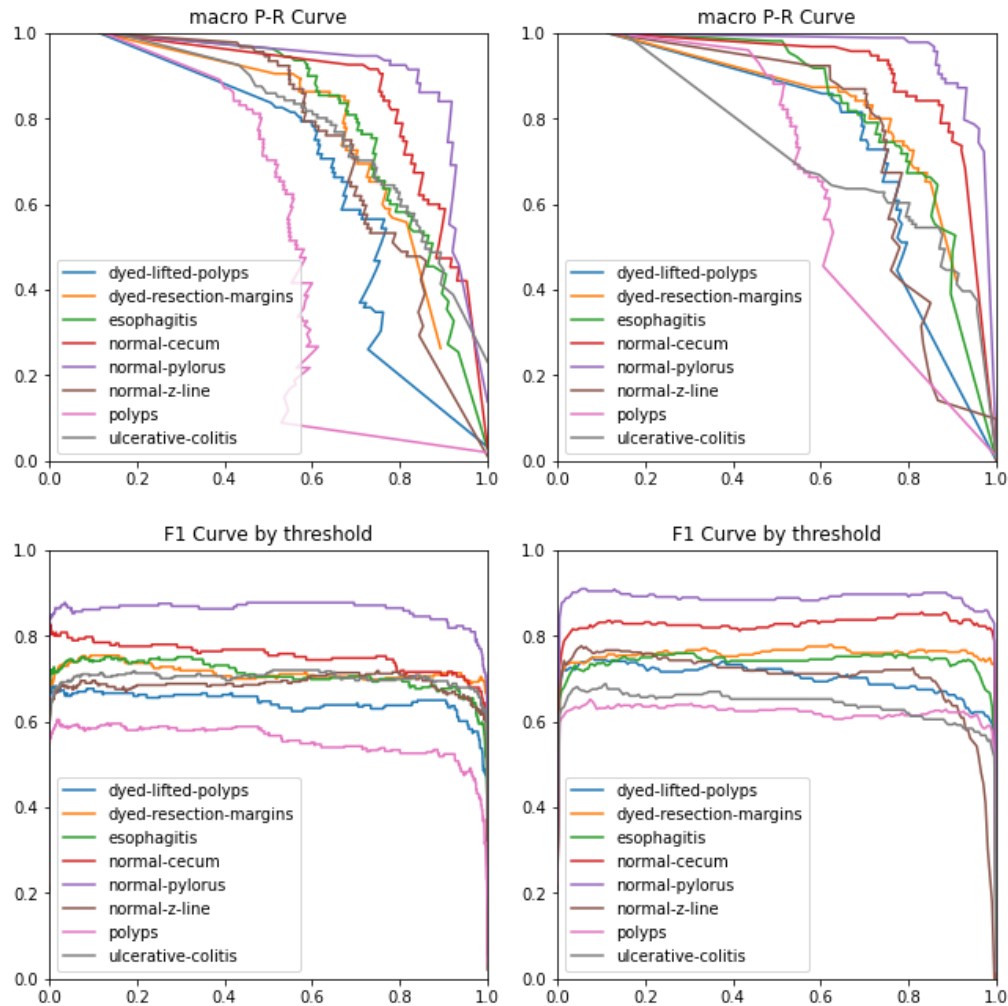 macro P-R Curve
1.0
0.8
0.6
0.4
0.2
0.0
0.0 0.2 0.4 0.6 0.8 1.0
dyed-lifted-polyps
dyed-resection-margins
esophagitis
normal-cecum
normal-pylorus
normal-z-line
polyps
ulcerative-colitis
macro P-R Curve
1.0
0.8
0.6
0.4
0.2
0.0
0.0 0.2 0.4 0.6 0.8 1.0
dyed-lifted-polyps
dyed-resection-margins
esophagitis
normal-cecum
normal-pylorus
normal-z-line
polyps
ulcerative-colitis
F1 Curve by threshold
1.0
0.8
0.6
0.4
0.2
0.0
0.0 0.2 0.4 0.6 0.8 1.0
dyed-lifted-polyps
dyed-resection-margins
esophagitis
normal-cecum
normal-pylorus
normal-z-line
polyps
ulcerative-colitis
F1 Curve by threshold
1.0
0.8
0.6
0.4
0.2
0.0
0.0 0.2 0.4 0.6 0.8 1.0
dyed-lifted-polyps
dyed-resection-margins
esophagitis
normal-cecum
normal-pylorus
normal-z-line
polyps
ulcerative-colitis